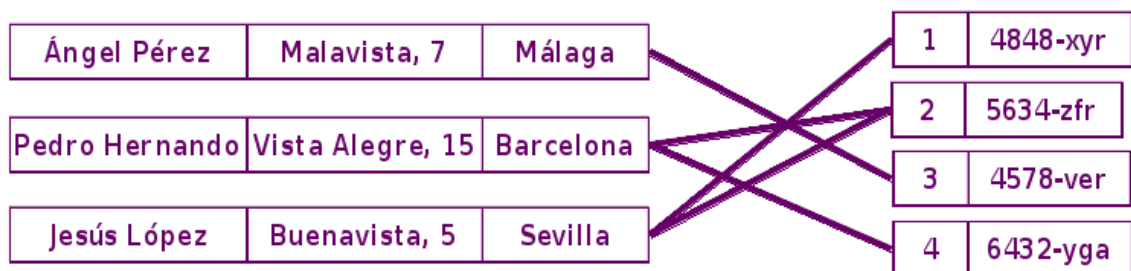 Ángel Pérez Malavista, 7 Málaga
Pedro Hernando Vista Alegre, 15 Barcelona
Jesús López Buenavista, 5 Sevilla
1 4848-xyr
2 5634-zfr
3 4578-ver
4 6432-yga